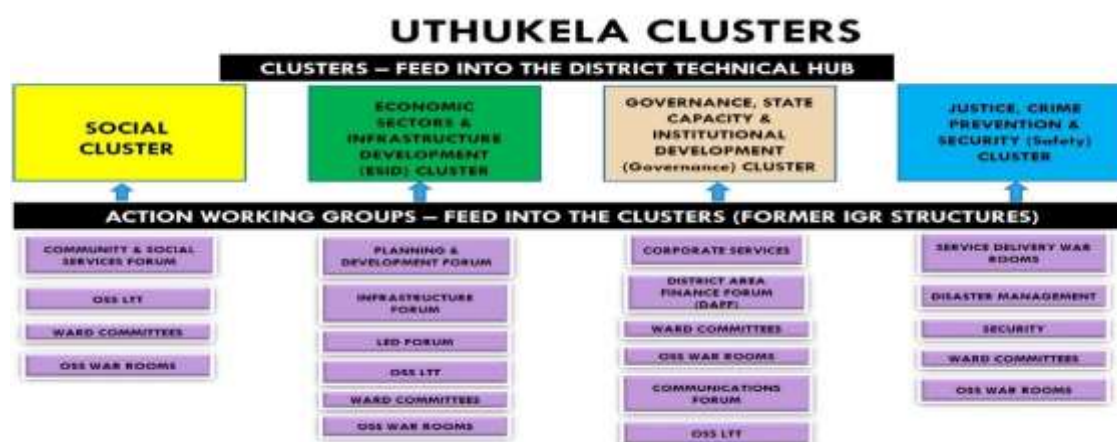 UTHUKELA CLUSTERS
CLUSTERS – FEED INTO THE DISTRICT TECHNICAL HUB
SOCIAL
CLUSTER
ECONOMIC
SECTORS &
INFRASTRUCTURE
DEVELOPMENT
(ESID) CLUSTER
GOVERNANCE, STATE
CAPACITY &
INSTITUTIONAL
DEVELOPMENT
(Governance) CLUSTER
JUSTICE, CRIME
PREVENTION &
SECURITY (Safety)
CLUSTER
ACTION WORKING GROUPS – FEED INTO THE CLUSTERS (FORMER IGR STRUCTURES)
COMMUNITY & SOCIAL
SERVICES FORUM
OSS LTT
WARD COMMITTEES
OSS WAR ROOMS
PLANNING &
DEVELOPMENT FORUM
INFRASTRUCTURE
FORUM
LED FORUM
OSS LTT
WARD COMMITTEES
OSS WAR ROOMS
CORPORATE SERVICES
DISTRICT AREA
FINANCE FORUM
(DAFF)
WARD COMMITTEES
OSS WAR ROOMS
COMMUNICATIONS
FORUM
OSS LTT
SERVICE DELIVERY WAR
ROOMS
DISASTER MANAGEMENT
SECURITY
WARD COMMITTEES
OSS WAR ROOMS